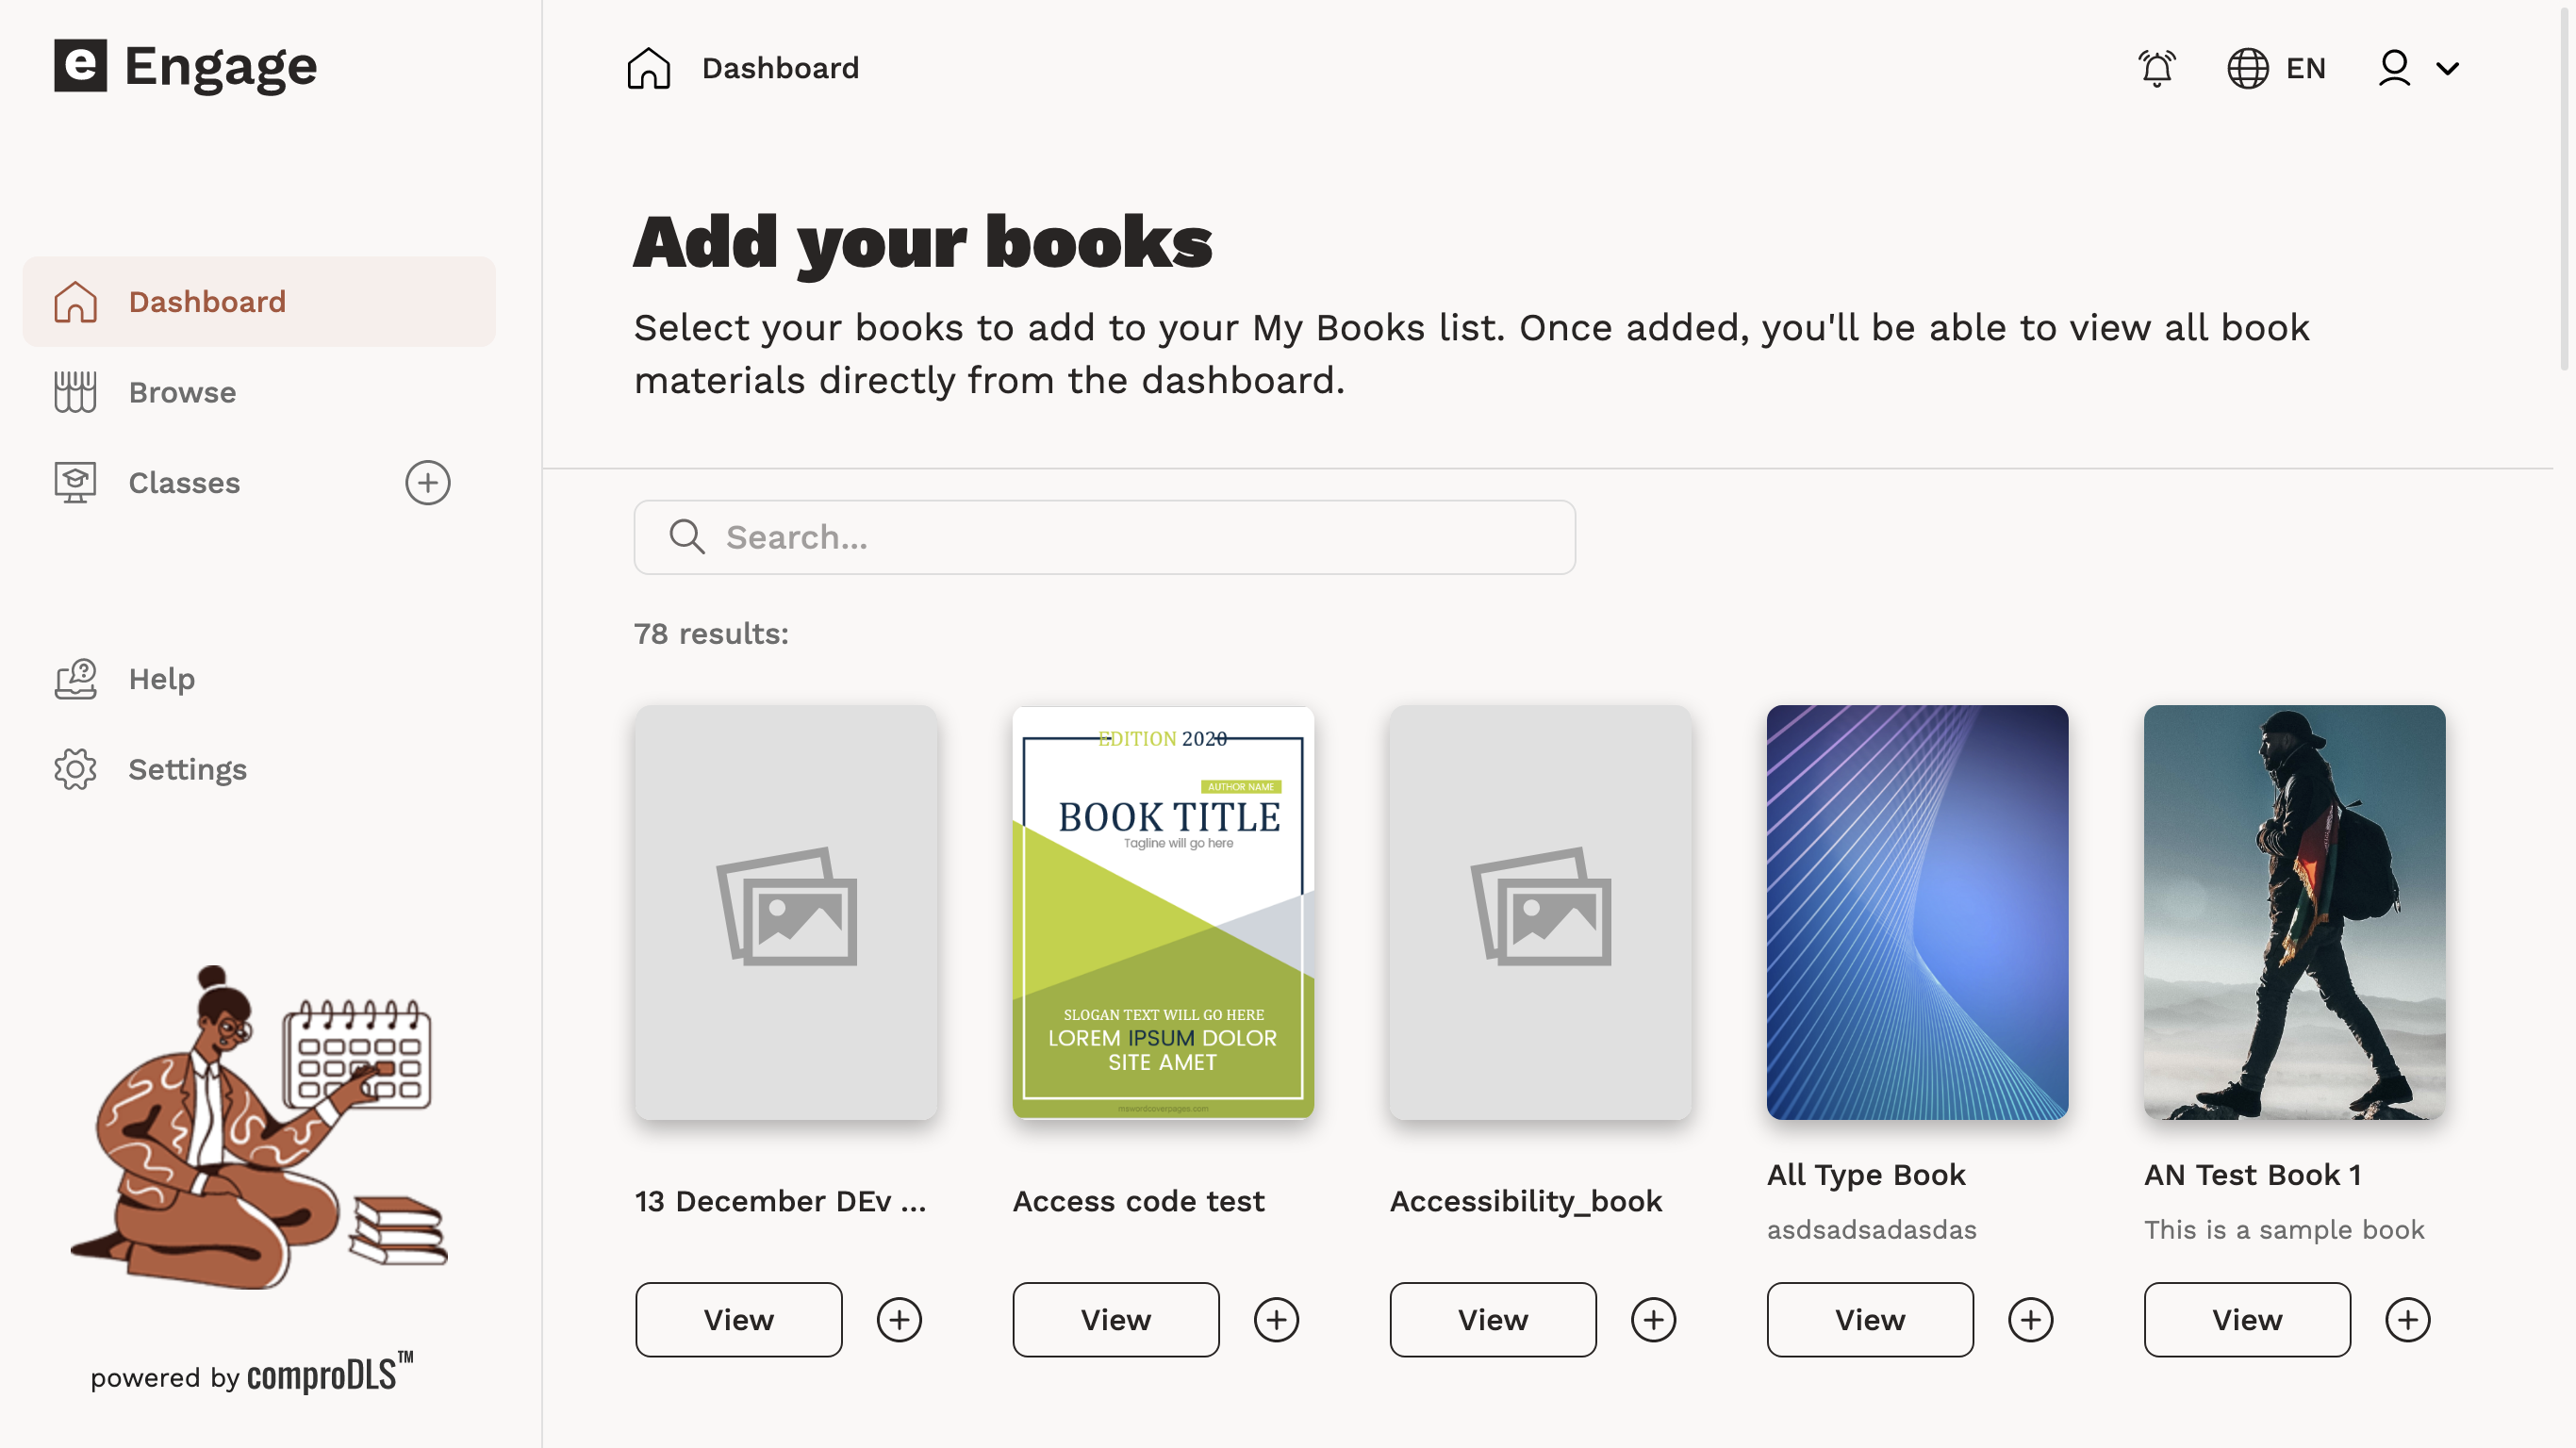 e Engage
Dashboard
Browse
Classes
Help
Settings
powered by comproDLS™
Dashboard
EN
Add your books
Select your books to add to your My Books list. Once added, you'll be able to view all book
materials directly from the dashboard.
Search...
78 results:
EDITION 2020
AUTHOR NAME
BOOK TITLE
Tagline will go here
SLOGAN TEXT WILL GO HERE
LOREM IPSUM DOLOR
SITE AMET
mswordcoverpages.com
13 December DEv ...
Access code test
Accessibility_book
All Type Book
asdsadsadasdas
AN Test Book 1
This is a sample book
View
View
View
View
View